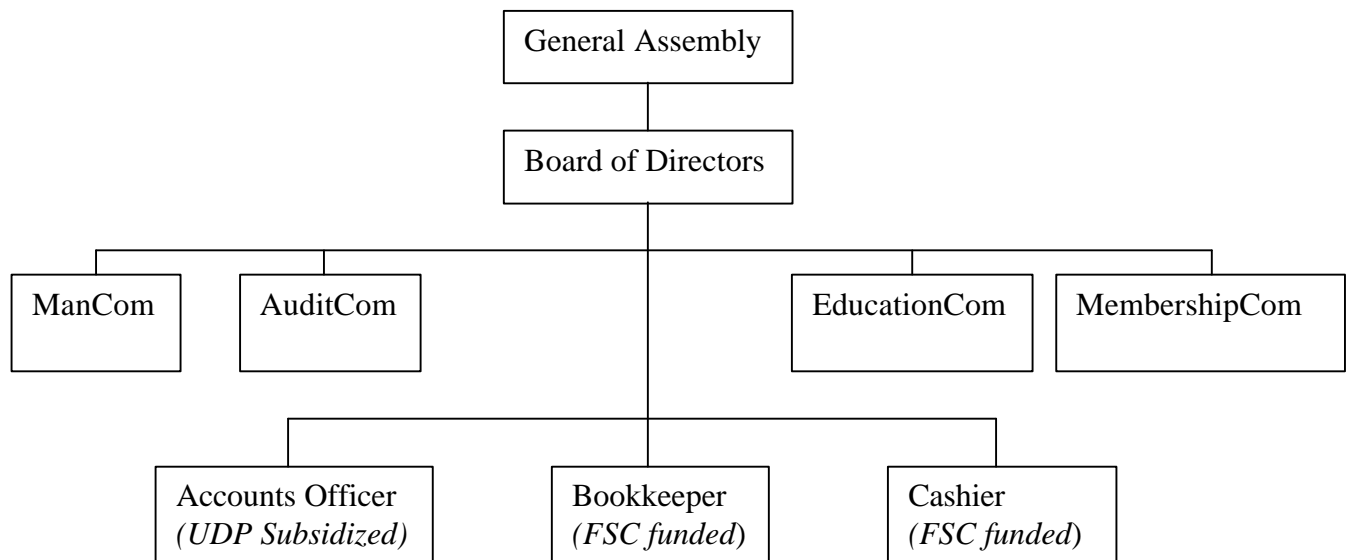 General Assembly
Board of Directors
ManCom
AuditCom
EducationCom
MembershipCom
Accounts Officer
(UDP Subsidized)
Bookkeeper
(FSC funded)
Cashier
(FSC funded)